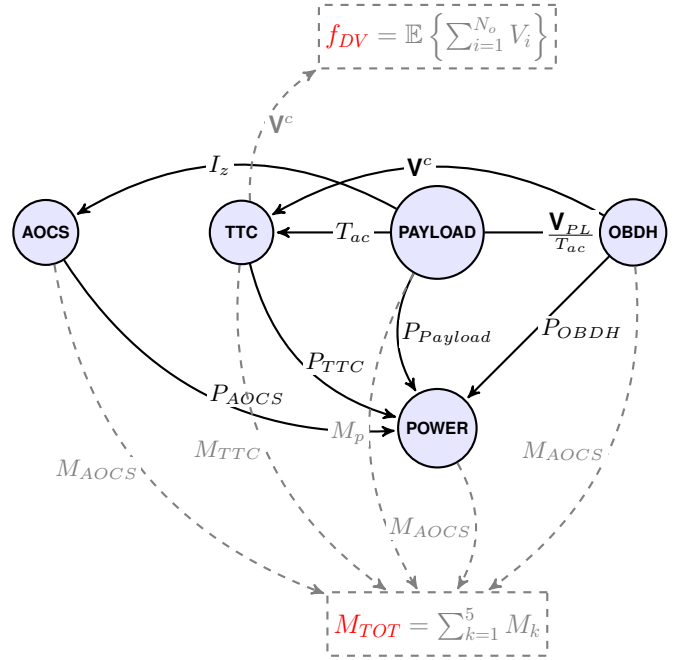 f_{DV} = 𝔼 { ∑_{i=1}^{N_o} V_i }
V^c
I_z
V^c
AOCS
TTC
T_{ac}
PAYLOAD
V_{PL}
T_{ac}
OBDH
P_{Payload}
P_{OBDH}
P_{TTC}
P_{AOCS}
M_p
POWER
M_{AOCS}
M_{TTC}
M_{AOCS}
M_{AOCS}
M_{TOT} = ∑_{k=1}^{5} M_k